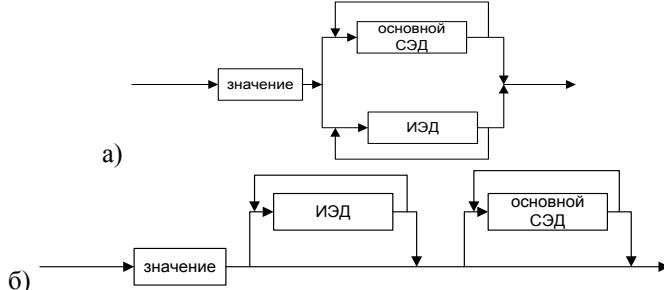 основной
СЭД
значение
ИЭД
а)
ИЭД
основной
СЭД
значение
б)